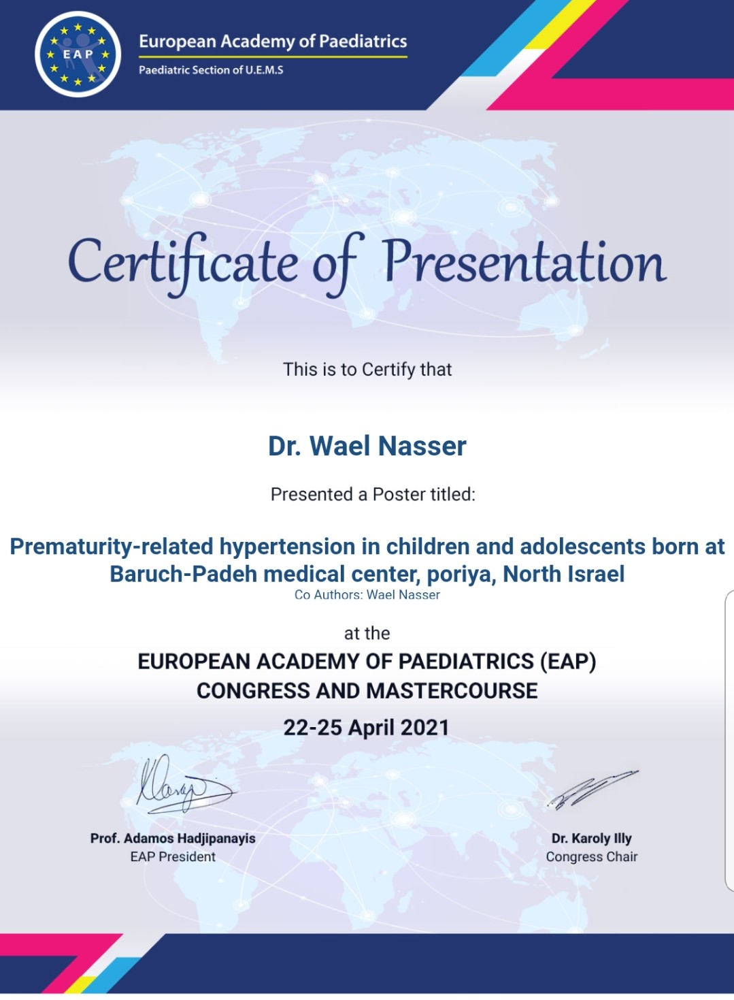 EAP
European Academy of Paediatrics
Paediatric Section of U.E.M.S
Certificate of Presentation
This is to Certify that
Dr. Wael Nasser
Presented a Poster titled:
Prematurity-related hypertension in children and adolescents born at
Baruch-Padeh medical center, poriya, North Israel
Co Authors: Wael Nasser
at the
EUROPEAN ACADEMY OF PAEDIATRICS (EAP)
CONGRESS AND MASTERCOURSE
22-25 April 2021
Prof. Adamos Hadjipanayis
EAP President
Dr. Karoly Illy
Congress Chair